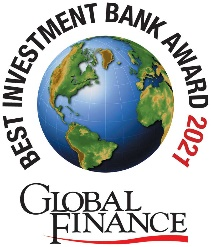 BEST INVESTMENT BANK AWARD 2021
GLOBAL
FINANCE